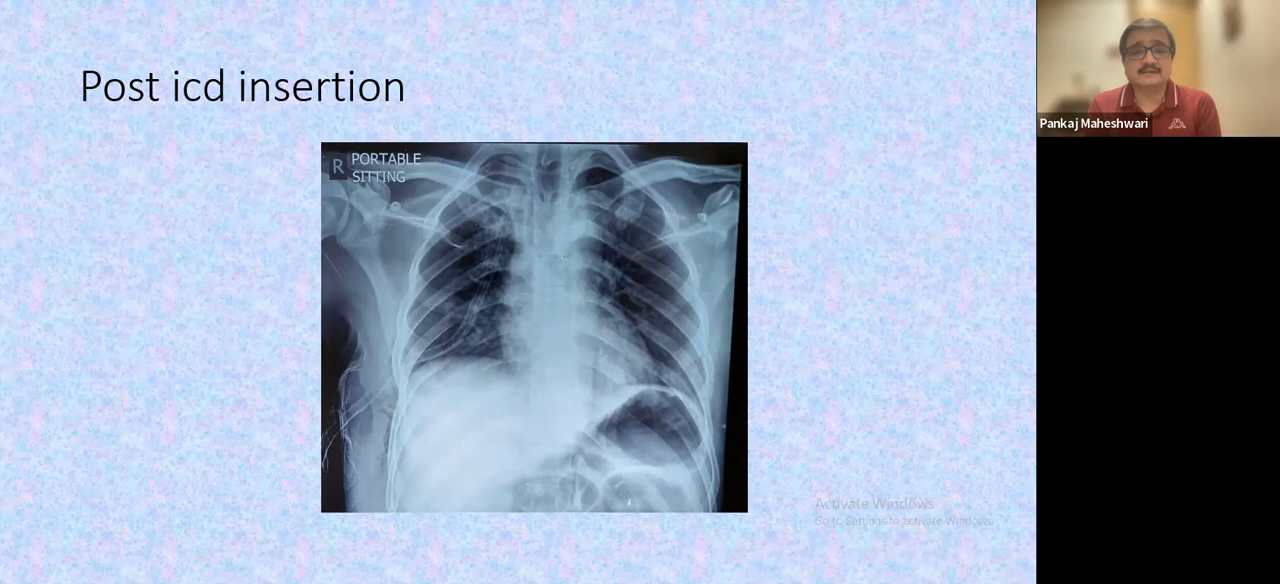 Post icd insertion
R
PORTABLE
SITTING
Pankaj Maheshwari
Activate Windows
Go to Settings to activate Windows.